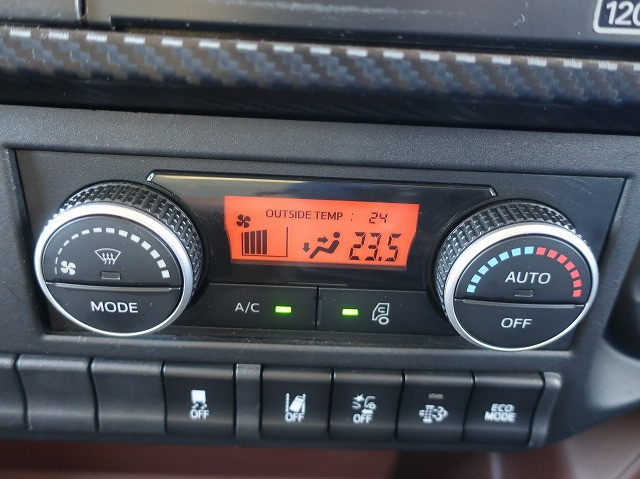 120
OUTSIDE TEMP : 24
23.5
MODE
A/C
AUTO
OFF
OFF
OFF
OFF
ECO
MODE